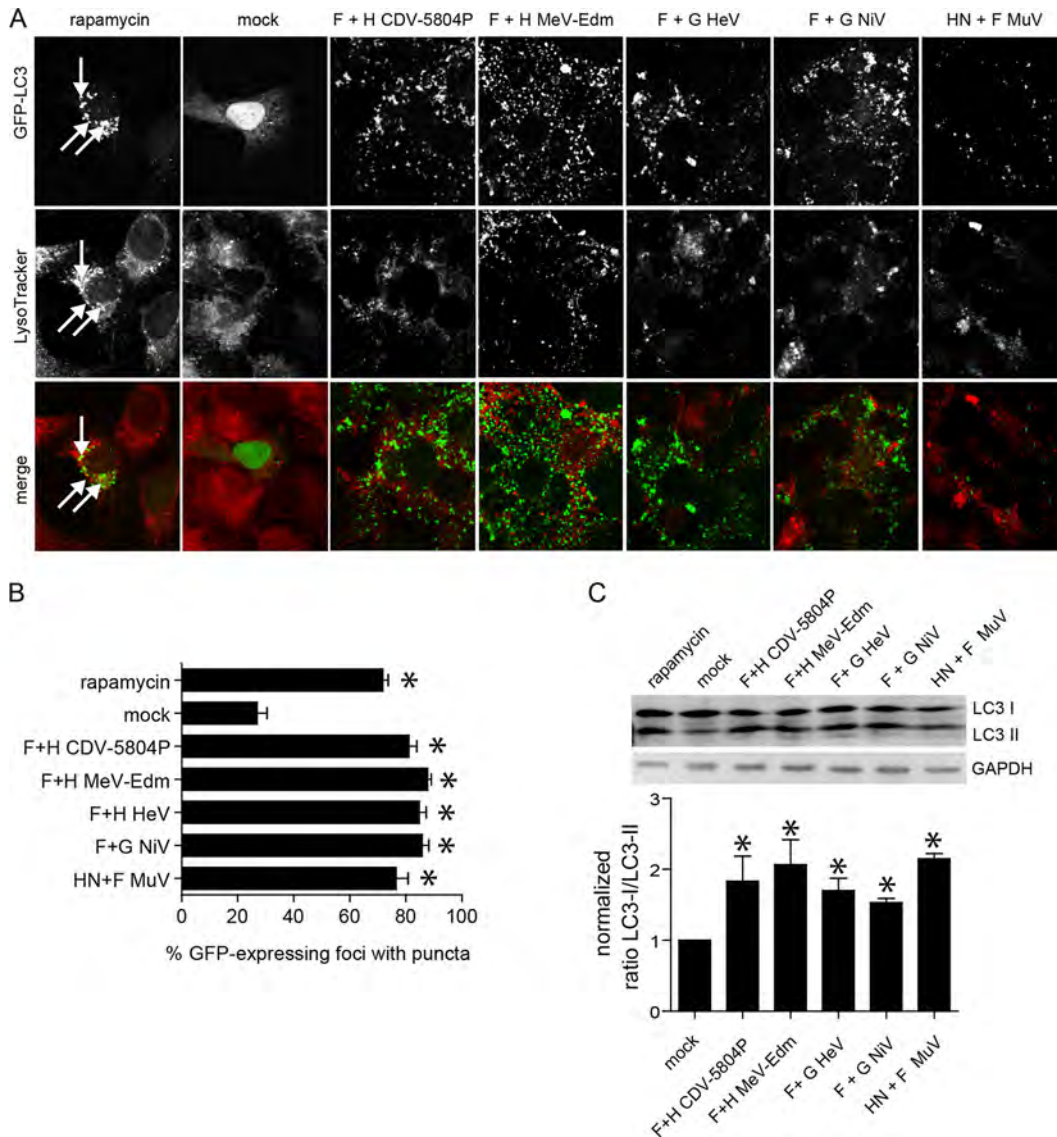 A
rapamycin mock F + H CDV-5804P F + H MeV-Edm F + G HeV F + G NiV HN + F MuV
GFP-LC3
LysoTracker
merge
B
rapamycin *
mock
F+H CDV-5804P *
F+H MeV-Edm *
F+H HeV *
F+G NiV *
HN+F MuV *
0 20 40 60 80 100
% GFP-expressing foci with puncta
C
rapamycin mock F+H CDV-5804P F+H MeV-Edm F+ G HeV F + G NiV HN + F MuV
LC3 I
LC3 II
GAPDH
normalized
ratio LC3-I/LC3-II
3
2
1
0
* * * * *
mock F+H CDV-5804P F+H MeV-Edm F+ G HeV F + G NiV HN + F MuV